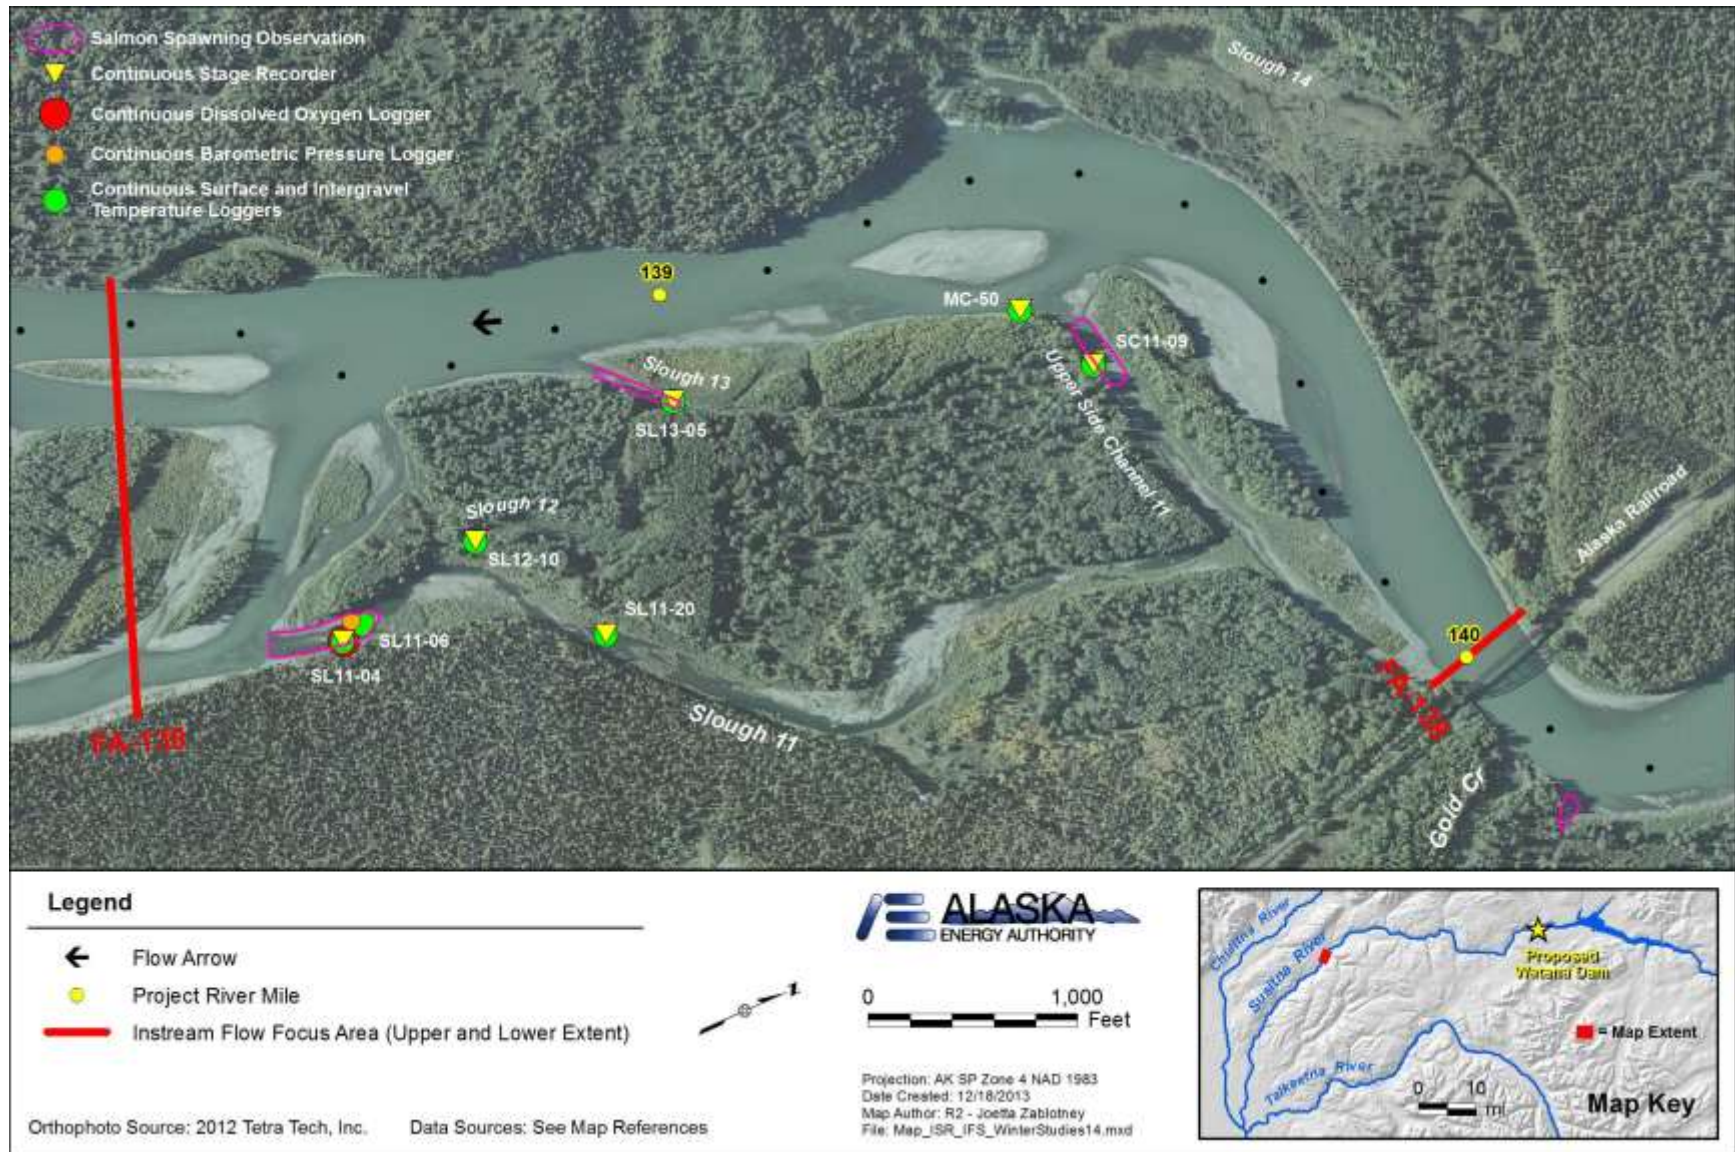 Salmon Spawning Observation
Continuous Stage Recorder
Continuous Dissolved Oxygen Logger
Continuous Barometric Pressure Logger
Continuous Surface and Intergravel
Temperature Loggers
Slough 14
139
MC-50
SC11-09
Slough 13
SL13-05
Upper Side Channel 11
Alaska Railroad
Slough 12
SL12-10
SL11-20
SL11-06
SL11-04
140
FA-138
Slough 11
FA-138
Gold Cr
Legend
Flow Arrow
Project River Mile
Instream Flow Focus Area (Upper and Lower Extent)
Orthophoto Source: 2012 Tetra Tech, Inc. Data Sources: See Map References
ALASKA
ENERGY AUTHORITY
Z
0 1,000
Feet
Projection: AK SP Zone 4 NAD 1983
Date Created: 12/18/2013
Map Author: R2 - Joetta Zablotney
File: Map_ISR_IFS_WinterStudies14.mxd
Chulitna River
Susitna River
Proposed
Watana Dam
= Map Extent
Talkeetna River
0 10
mi
Map Key